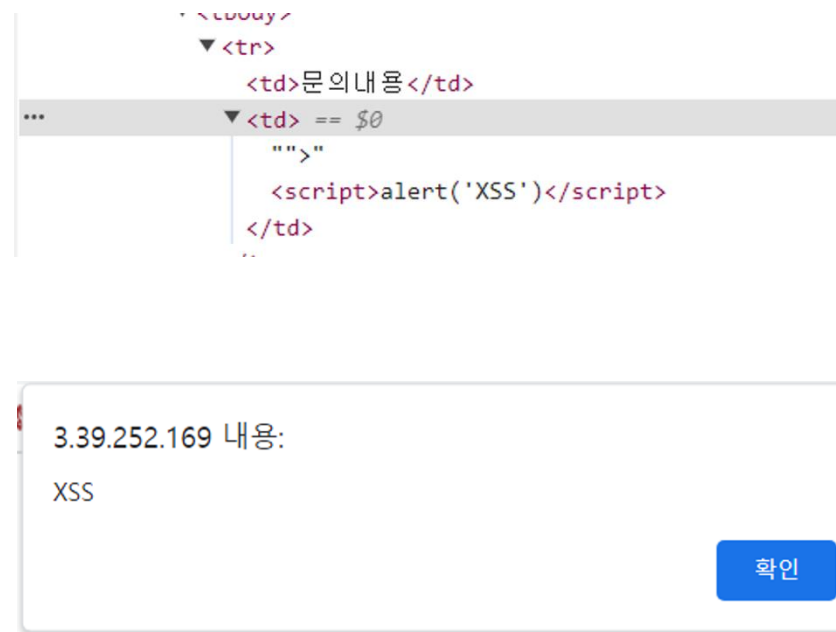 <tbody>
▼<tr>
<td>문의내용</td>
... ▼<td> == $0
"">"
<script>alert('XSS')</script>
</td>
3.39.252.169 내용:
XSS
확인